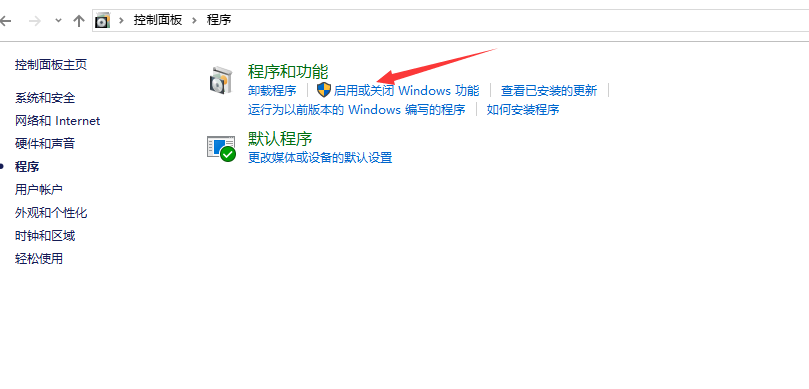 控制面板 › 程序
控制面板主页
系统和安全
网络和 Internet
硬件和声音
程序
用户帐户
外观和个性化
时钟和区域
轻松使用
程序和功能
卸载程序 启用或关闭 Windows 功能 查看已安装的更新
运行为以前版本的 Windows 编写的程序 如何安装程序
默认程序
更改媒体或设备的默认设置